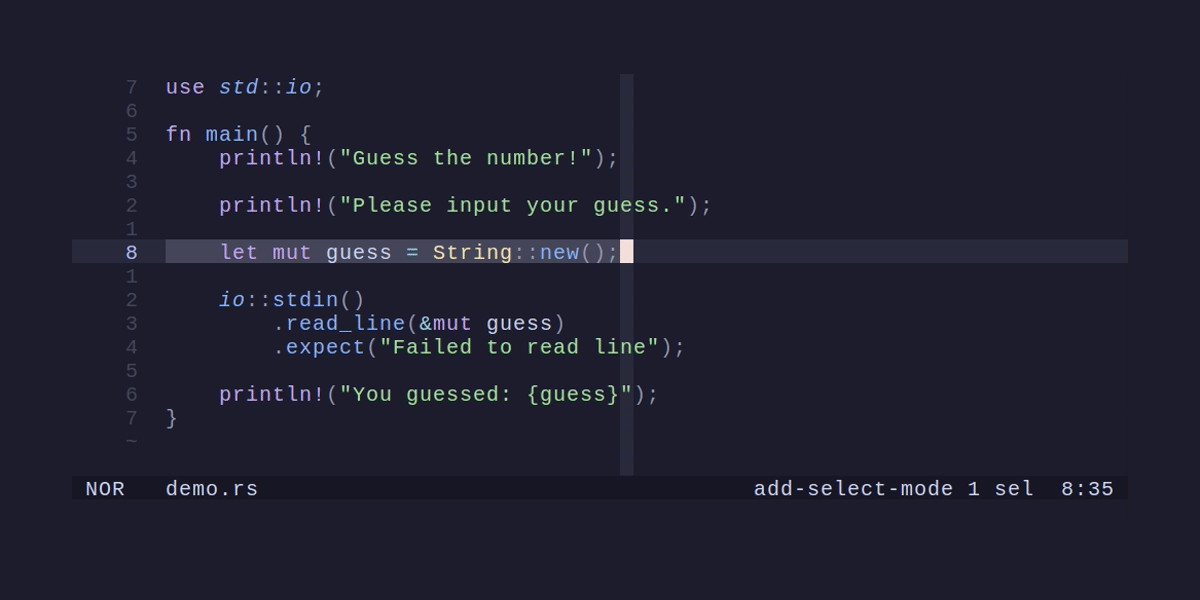 7 use std::io;
6
5 fn main() {
4     println!("Guess the number!");
3
2     println!("Please input your guess.");
1
8     let mut guess = String::new();
1
2     io::stdin()
3         .read_line(&mut guess)
4         .expect("Failed to read line");
5
6     println!("You guessed: {guess}");
7 }
~
NOR demo.rs add-select-mode 1 sel 8:35